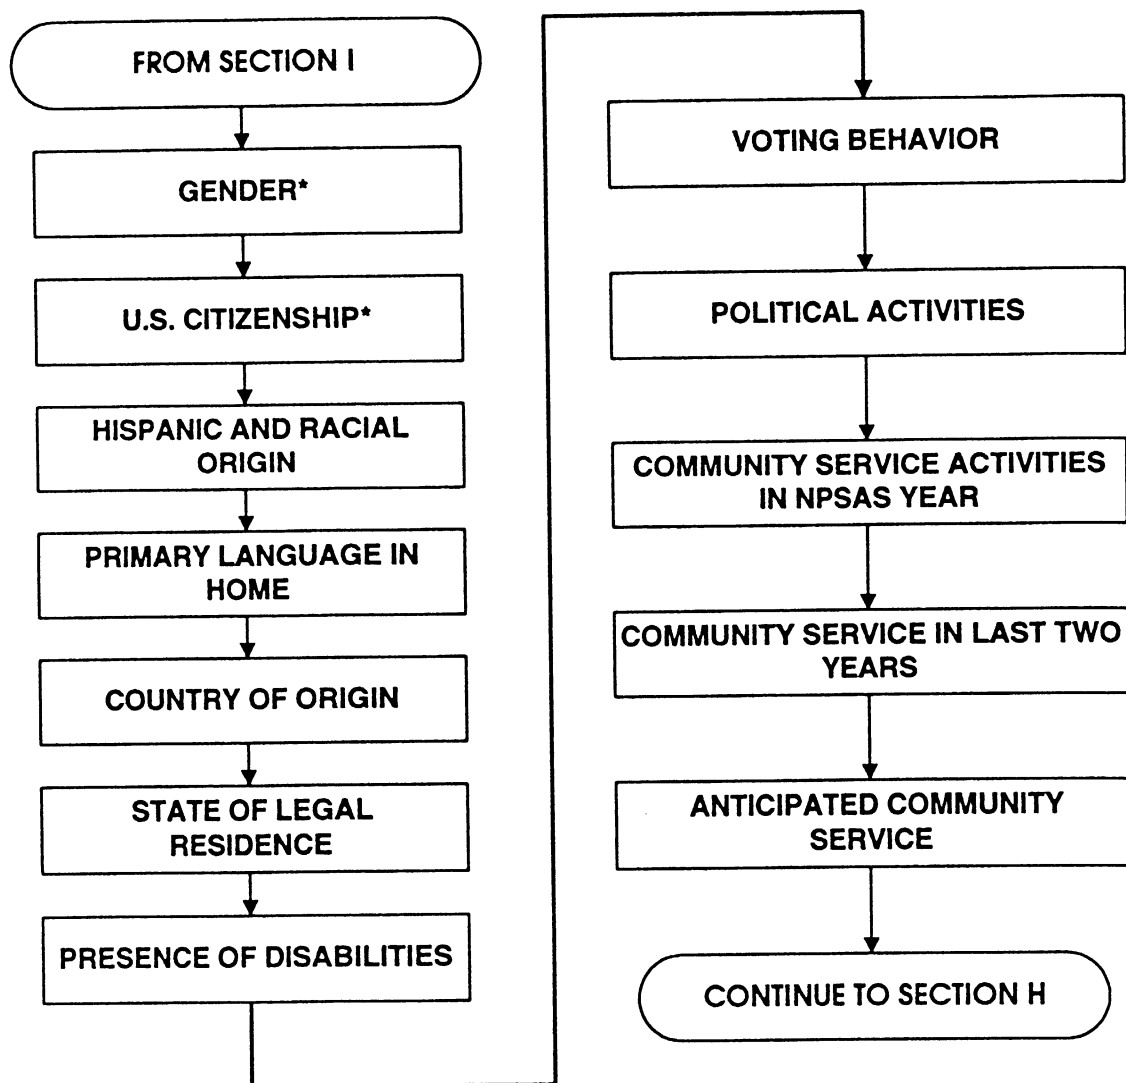 FROM SECTION I
GENDER*
U.S. CITIZENSHIP*
HISPANIC AND RACIAL
ORIGIN
PRIMARY LANGUAGE IN
HOME
COUNTRY OF ORIGIN
STATE OF LEGAL
RESIDENCE
PRESENCE OF DISABILITIES
VOTING BEHAVIOR
POLITICAL ACTIVITIES
COMMUNITY SERVICE ACTIVITIES
IN NPSAS YEAR
COMMUNITY SERVICE IN LAST TWO
YEARS
ANTICIPATED COMMUNITY
SERVICE
CONTINUE TO SECTION H